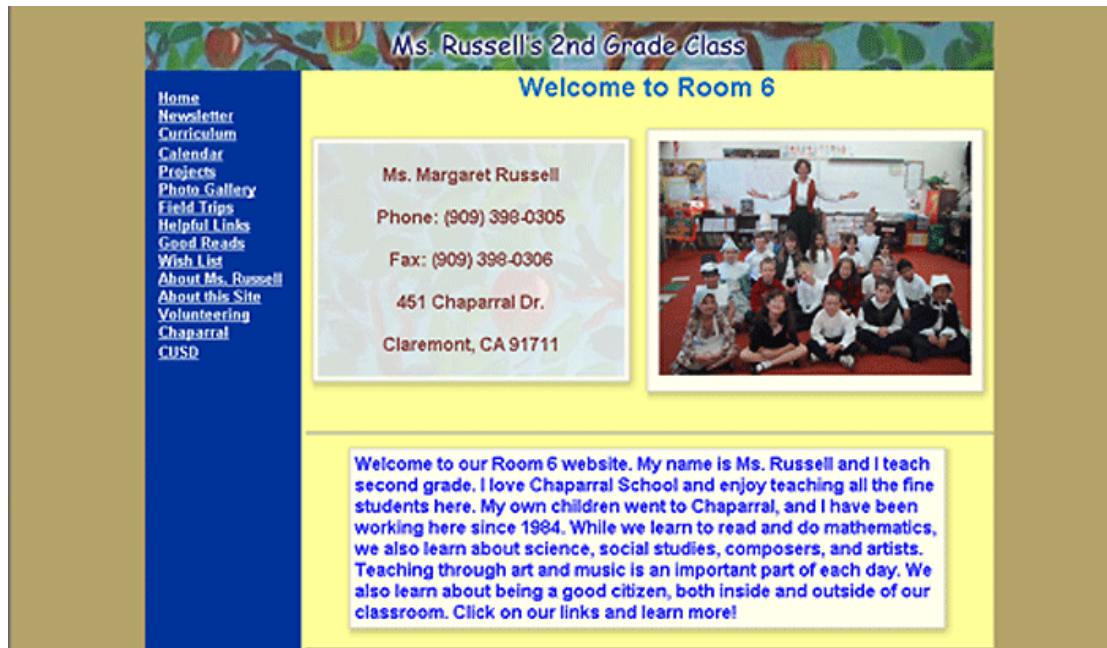 Ms. Russell's 2nd Grade Class
Home
Newsletter
Curriculum
Calendar
Projects
Photo Gallery
Field Trips
Helpful Links
Good Reads
Wish List
About Ms. Russell
About this Site
Volunteering
Chaparral
CUSD
Welcome to Room 6
Ms. Margaret Russell
Phone: (909) 398-0305
Fax: (909) 398-0306
451 Chaparral Dr.
Claremont, CA 91711
Welcome to our Room 6 website. My name is Ms. Russell and I teach
second grade. I love Chaparral School and enjoy teaching all the fine
students here. My own children went to Chaparral, and I have been
working here since 1984. While we learn to read and do mathematics,
we also learn about science, social studies, composers, and artists.
Teaching through art and music is an important part of each day. We
also learn about being a good citizen, both inside and outside of our
classroom. Click on our links and learn more!